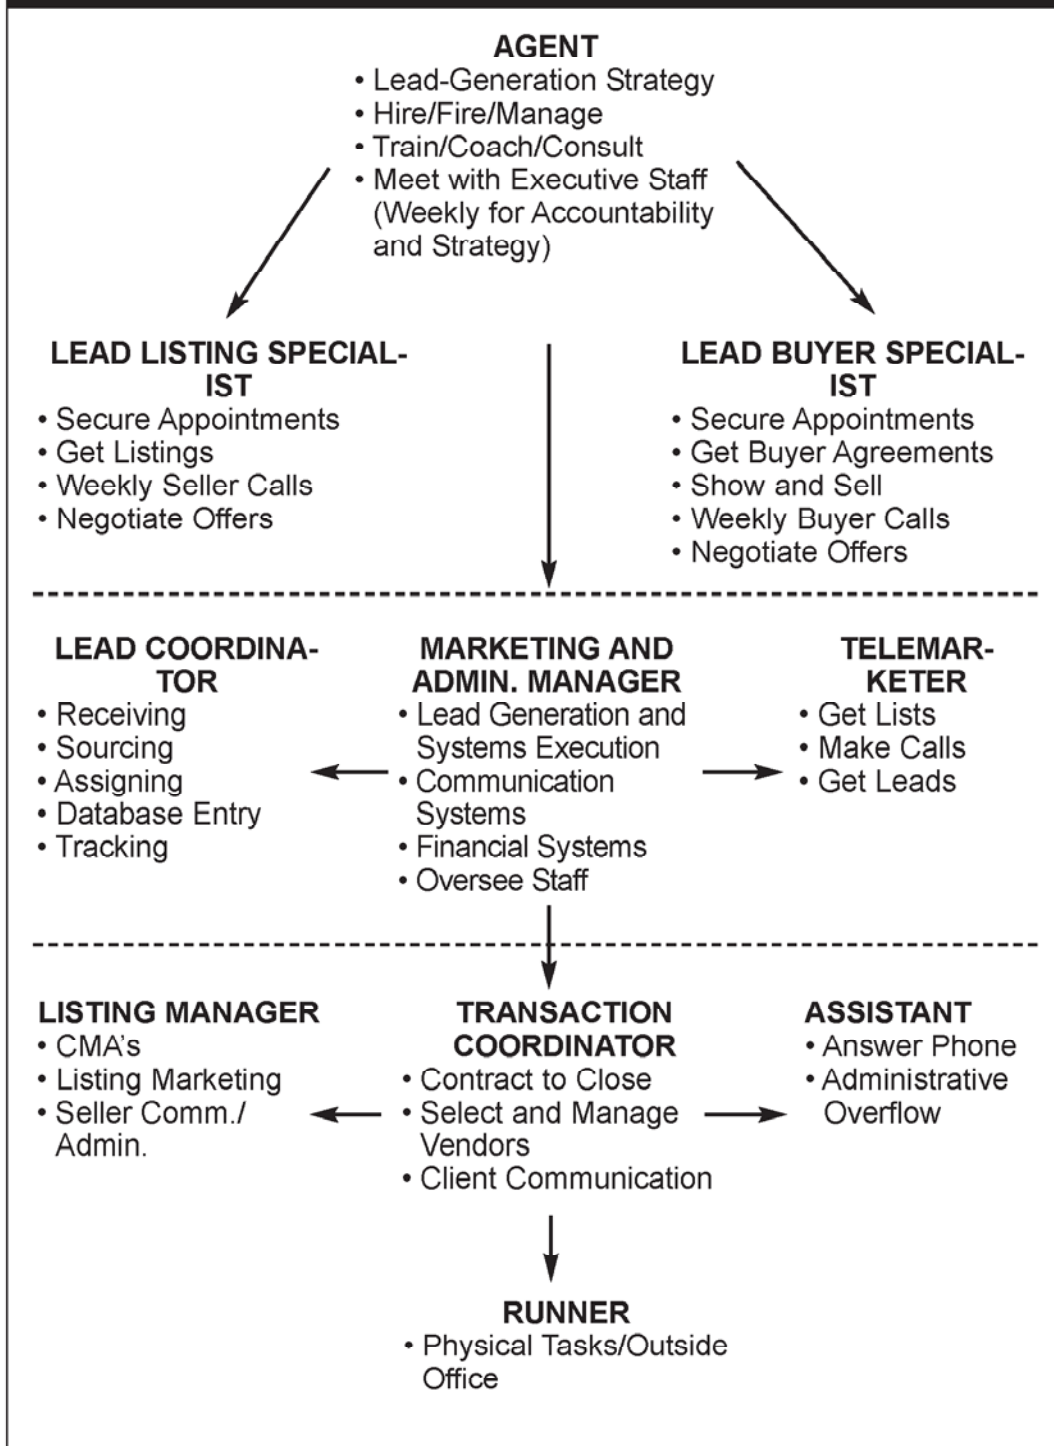 AGENT
• Lead-Generation Strategy
• Hire/Fire/Manage
• Train/Coach/Consult
• Meet with Executive Staff
(Weekly for Accountability
and Strategy)
LEAD LISTING SPECIAL-
IST
• Secure Appointments
• Get Listings
• Weekly Seller Calls
• Negotiate Offers
LEAD BUYER SPECIAL-
IST
• Secure Appointments
• Get Buyer Agreements
• Show and Sell
• Weekly Buyer Calls
• Negotiate Offers
LEAD COORDINA-
TOR
• Receiving
• Sourcing
• Assigning
• Database Entry
• Tracking
MARKETING AND
ADMIN. MANAGER
• Lead Generation and
Systems Execution
• Communication
Systems
• Financial Systems
• Oversee Staff
TELEMAR-
KETER
• Get Lists
• Make Calls
• Get Leads
LISTING MANAGER
• CMA's
• Listing Marketing
• Seller Comm./
Admin.
TRANSACTION
COORDINATOR
• Contract to Close
• Select and Manage
Vendors
• Client Communication
ASSISTANT
• Answer Phone
• Administrative
Overflow
RUNNER
• Physical Tasks/Outside
Office